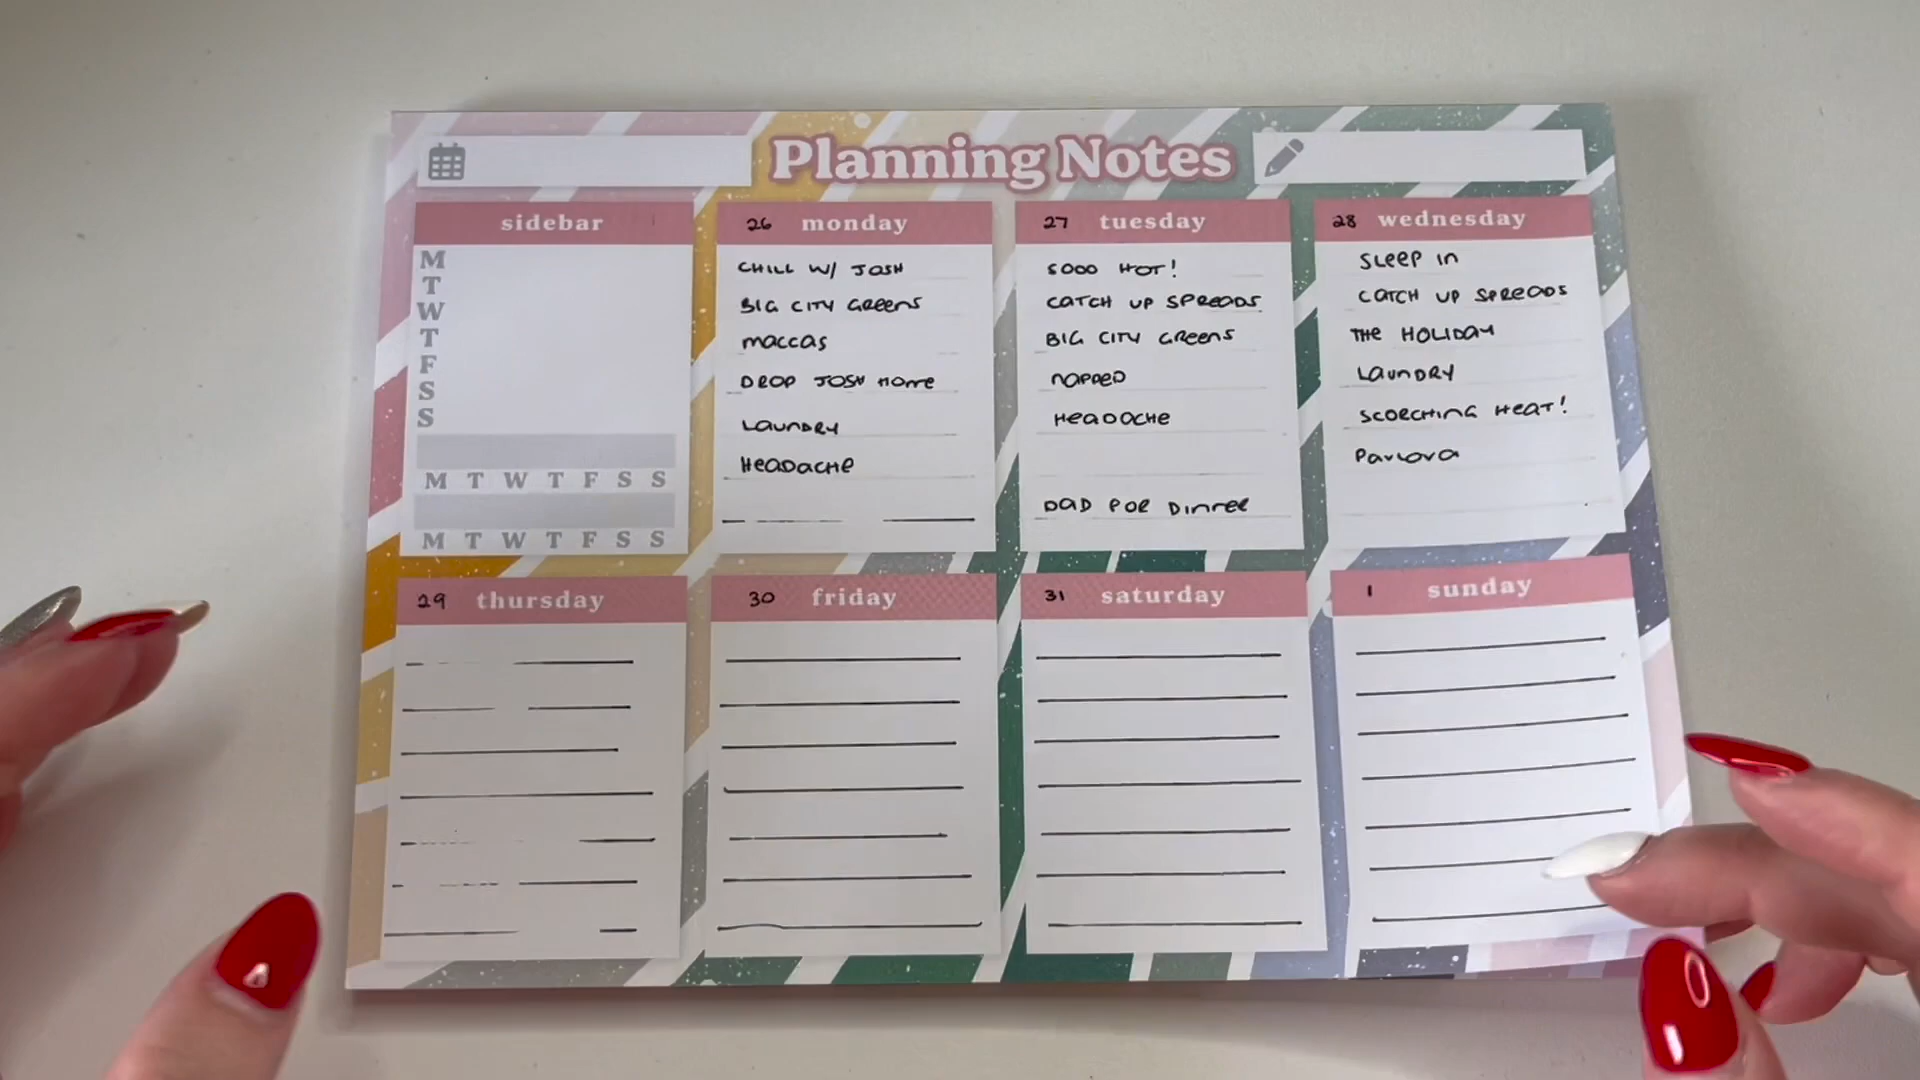 Planning Notes
sidebar
M
T
W
T
F
S
S
M T W T F S S
M T W T F S S
26 monday
CHILL W/ JOSH
BIG CITY GREENS
MACCAS
DROP JOSH HOME
LAUNDRY
HEADACHE
27 tuesday
SOOO HOT!
CATCH UP SPREADS
BIG CITY GREENS
NAPPED
HEADACHE
DAD FOR DINNER
28 wednesday
SLEEP IN
CATCH UP SPREADS
THE HOLIDAY
LAUNDRY
SCORCHING HEAT!
PAVLOVA
29 thursday
30 friday
31 saturday
1 sunday